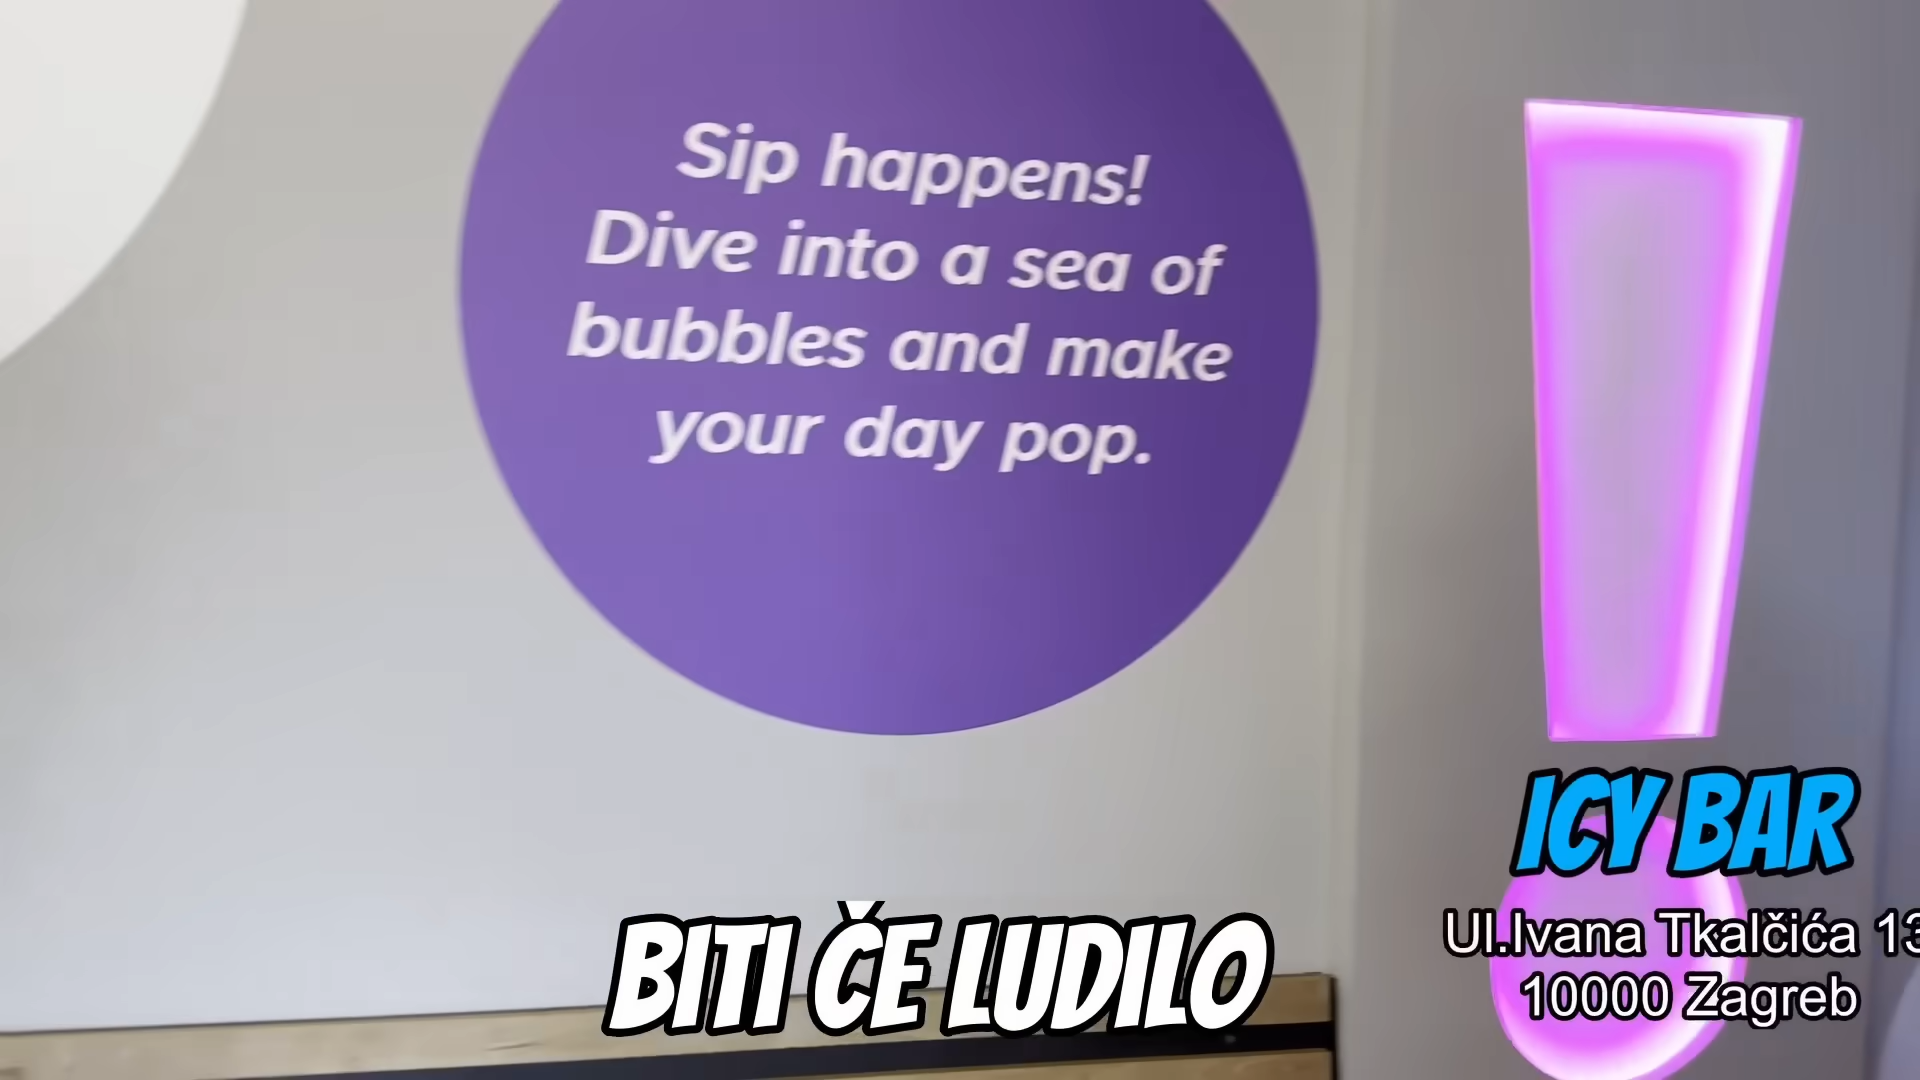 Sip happens!
Dive into a sea of
bubbles and make
your day pop.
!
ICY BAR
Ul.Ivana Tkalčića 13
10000 Zagreb
BITI ČE LUDILO